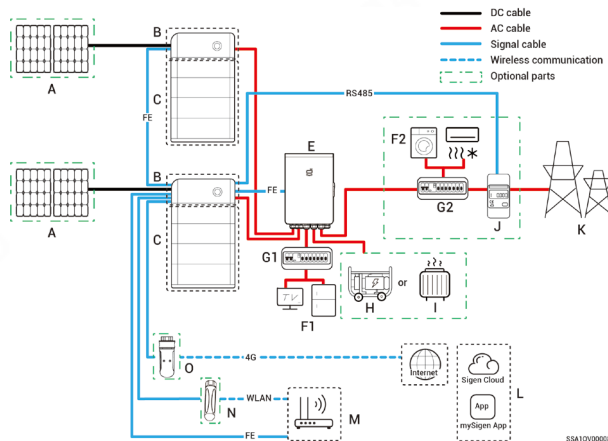 DC cable
AC cable
Signal cable
Wireless communication
Optional parts
A
B
C
FE
RS485
E
F2
G2
J
K
A
B
C
FE
G1
TV
F1
H
or
I
O
4G
Internet
Sigen Cloud
App
mySigen App
L
N
WLAN
M
FE